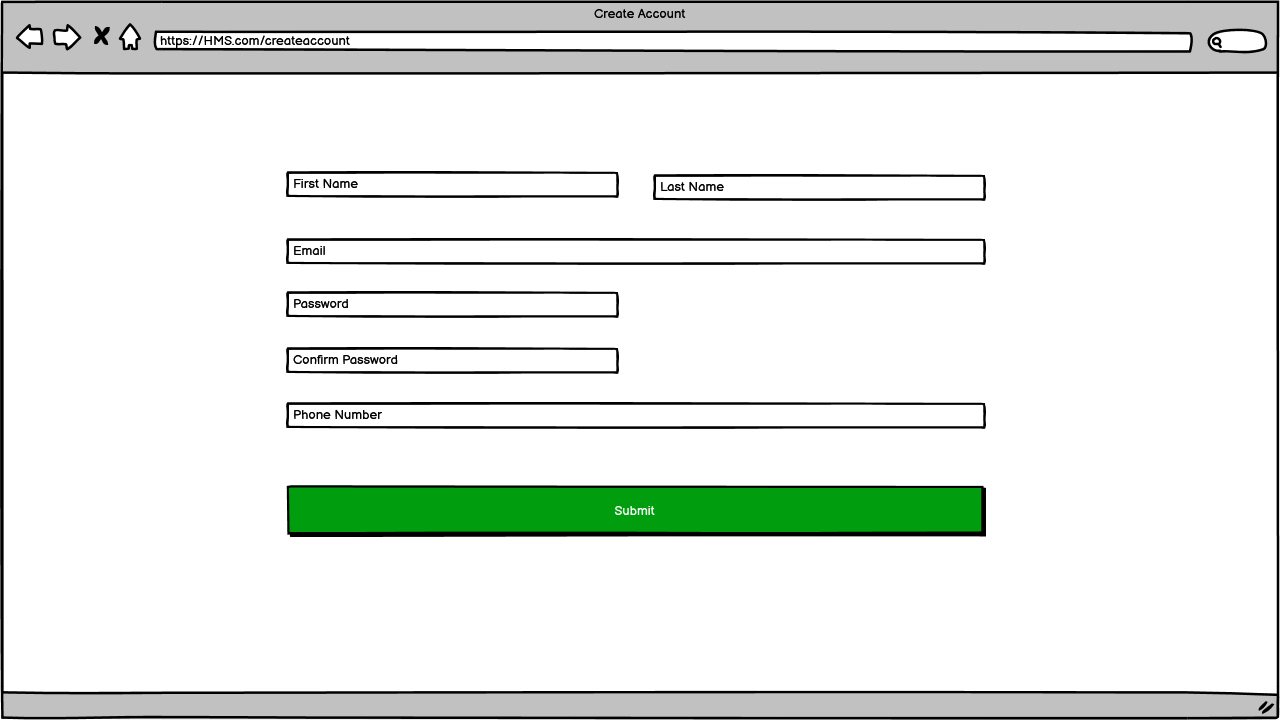 Create Account
https://HMS.com/createaccount
First Name
Last Name
Email
Password
Confirm Password
Phone Number
Submit